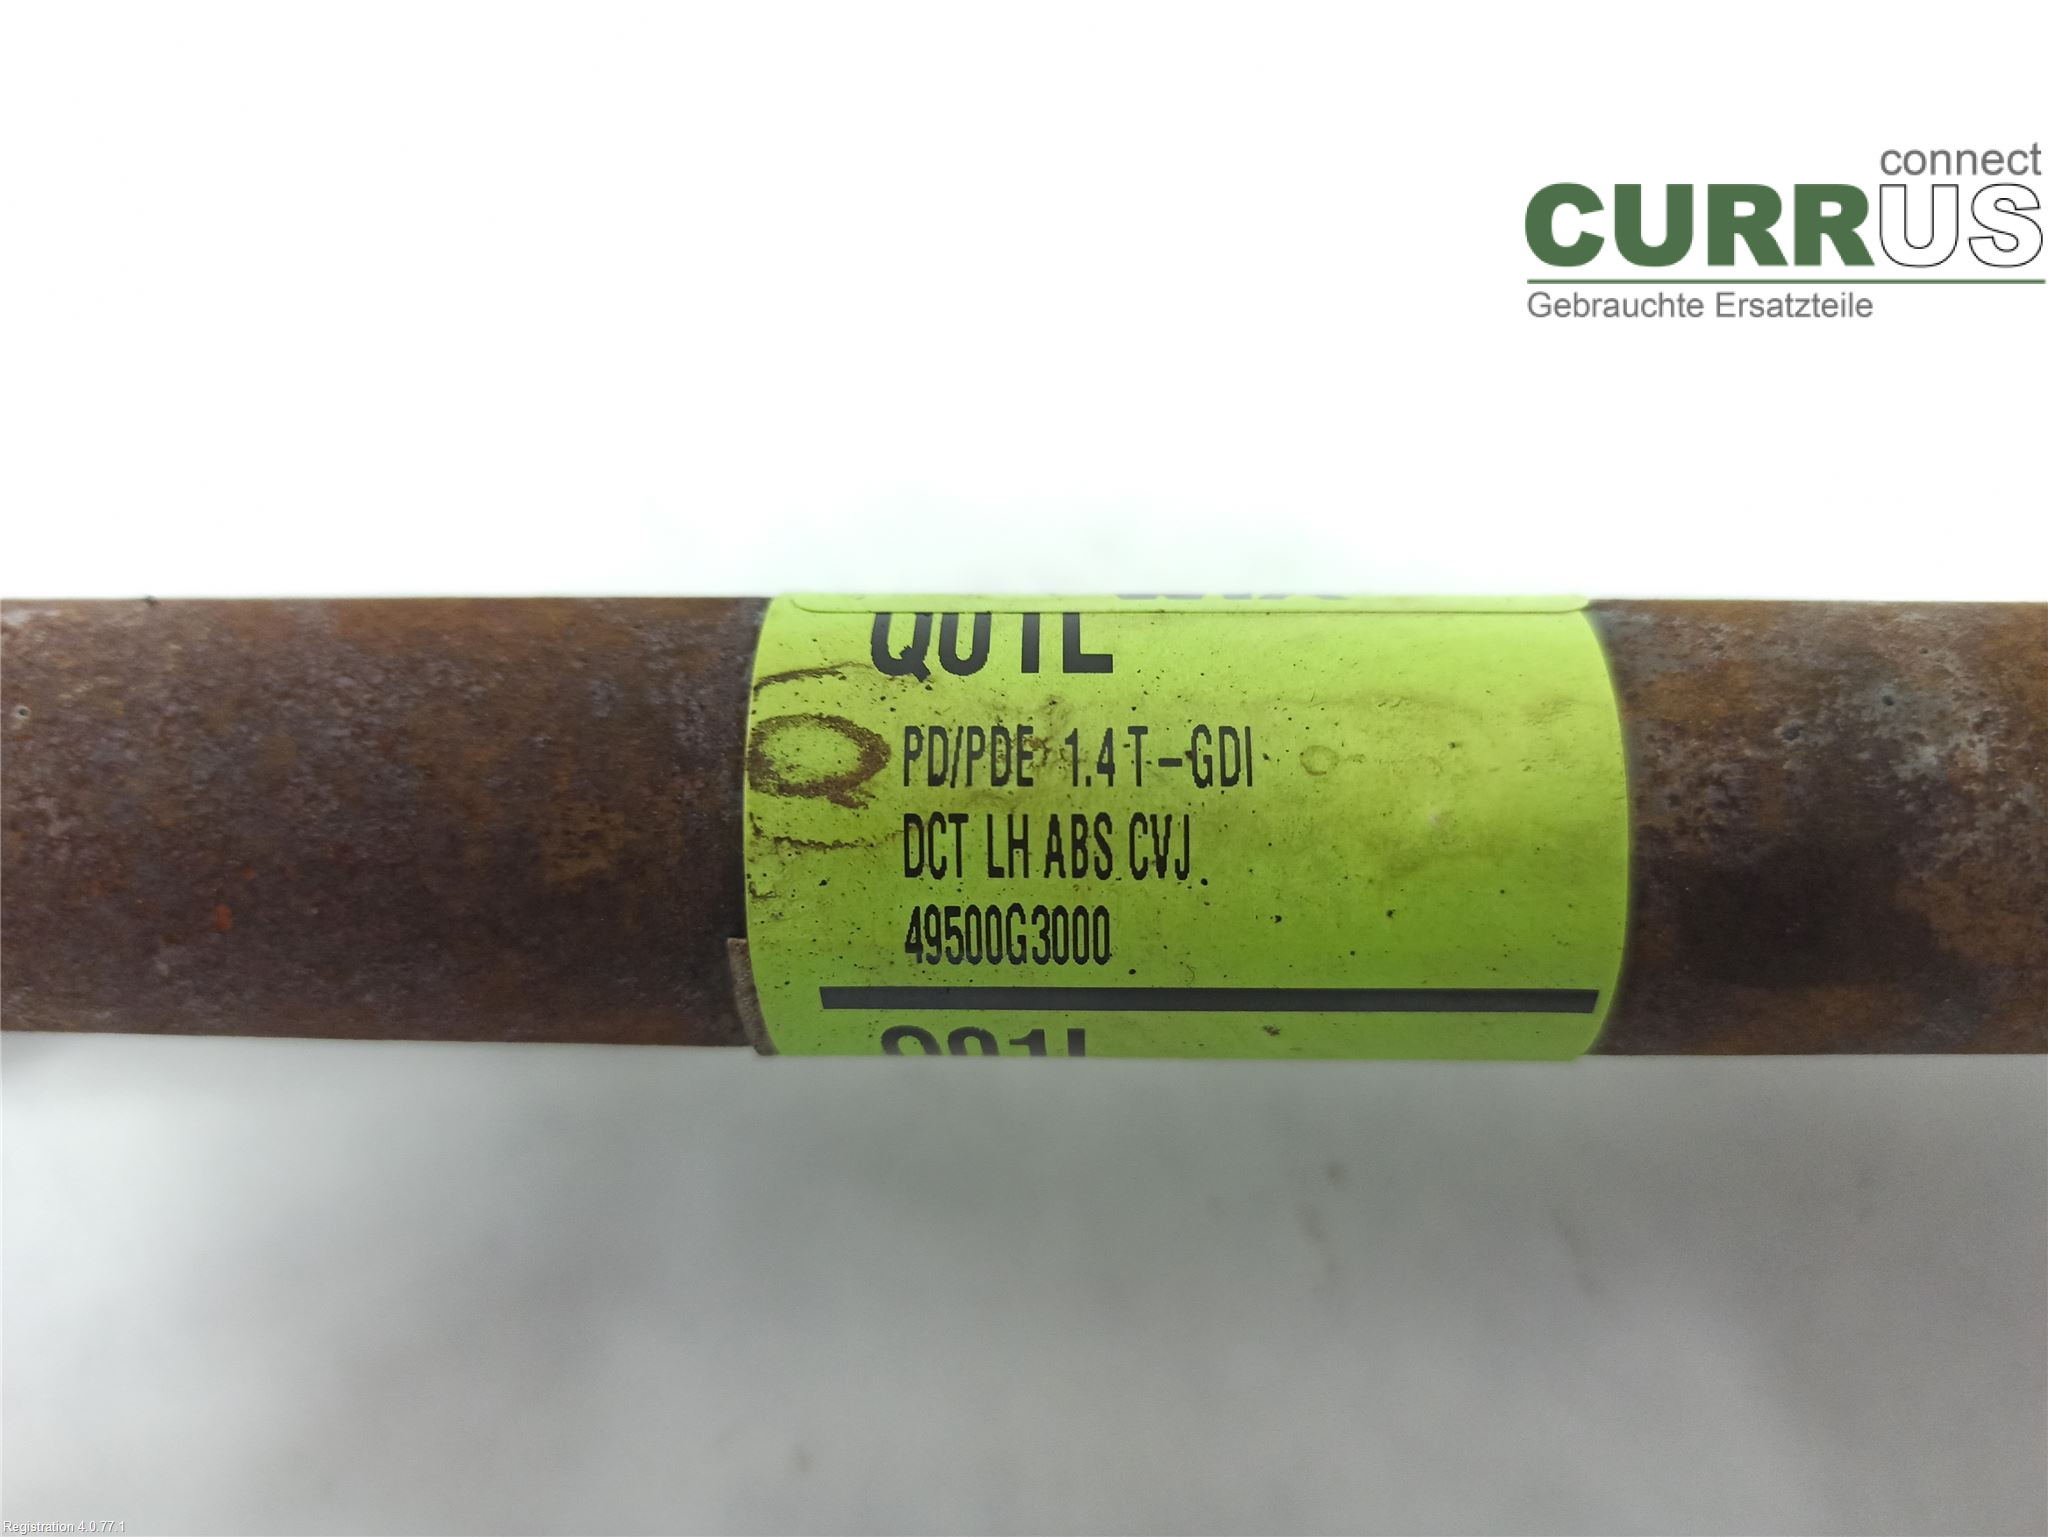 connect
CURRUS
Gebrauchte Ersatzteile
Q01L
PD/PDE 1.4 T-GDI
DCT LH ABS CVJ
49500G3000
Q01L
Registration 4.0.77.1